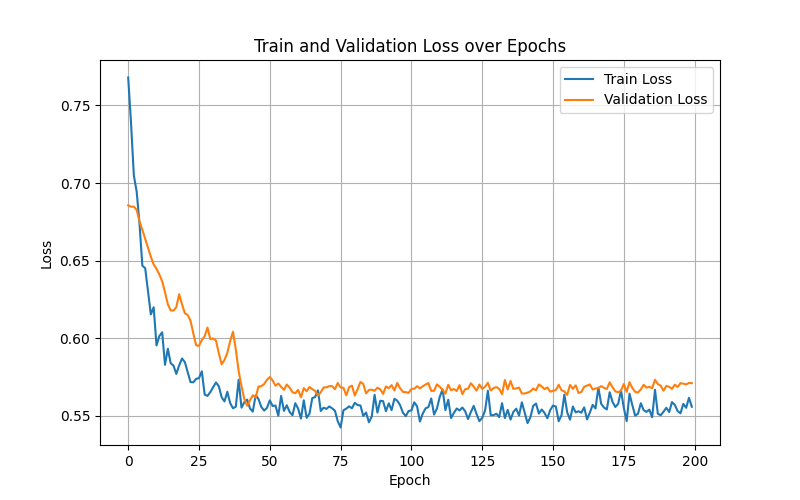 Train and Validation Loss over Epochs
Train Loss
Validation Loss
0.75
0.70
0.65
0.60
0.55
Loss
0 25 50 75 100 125 150 175 200
Epoch